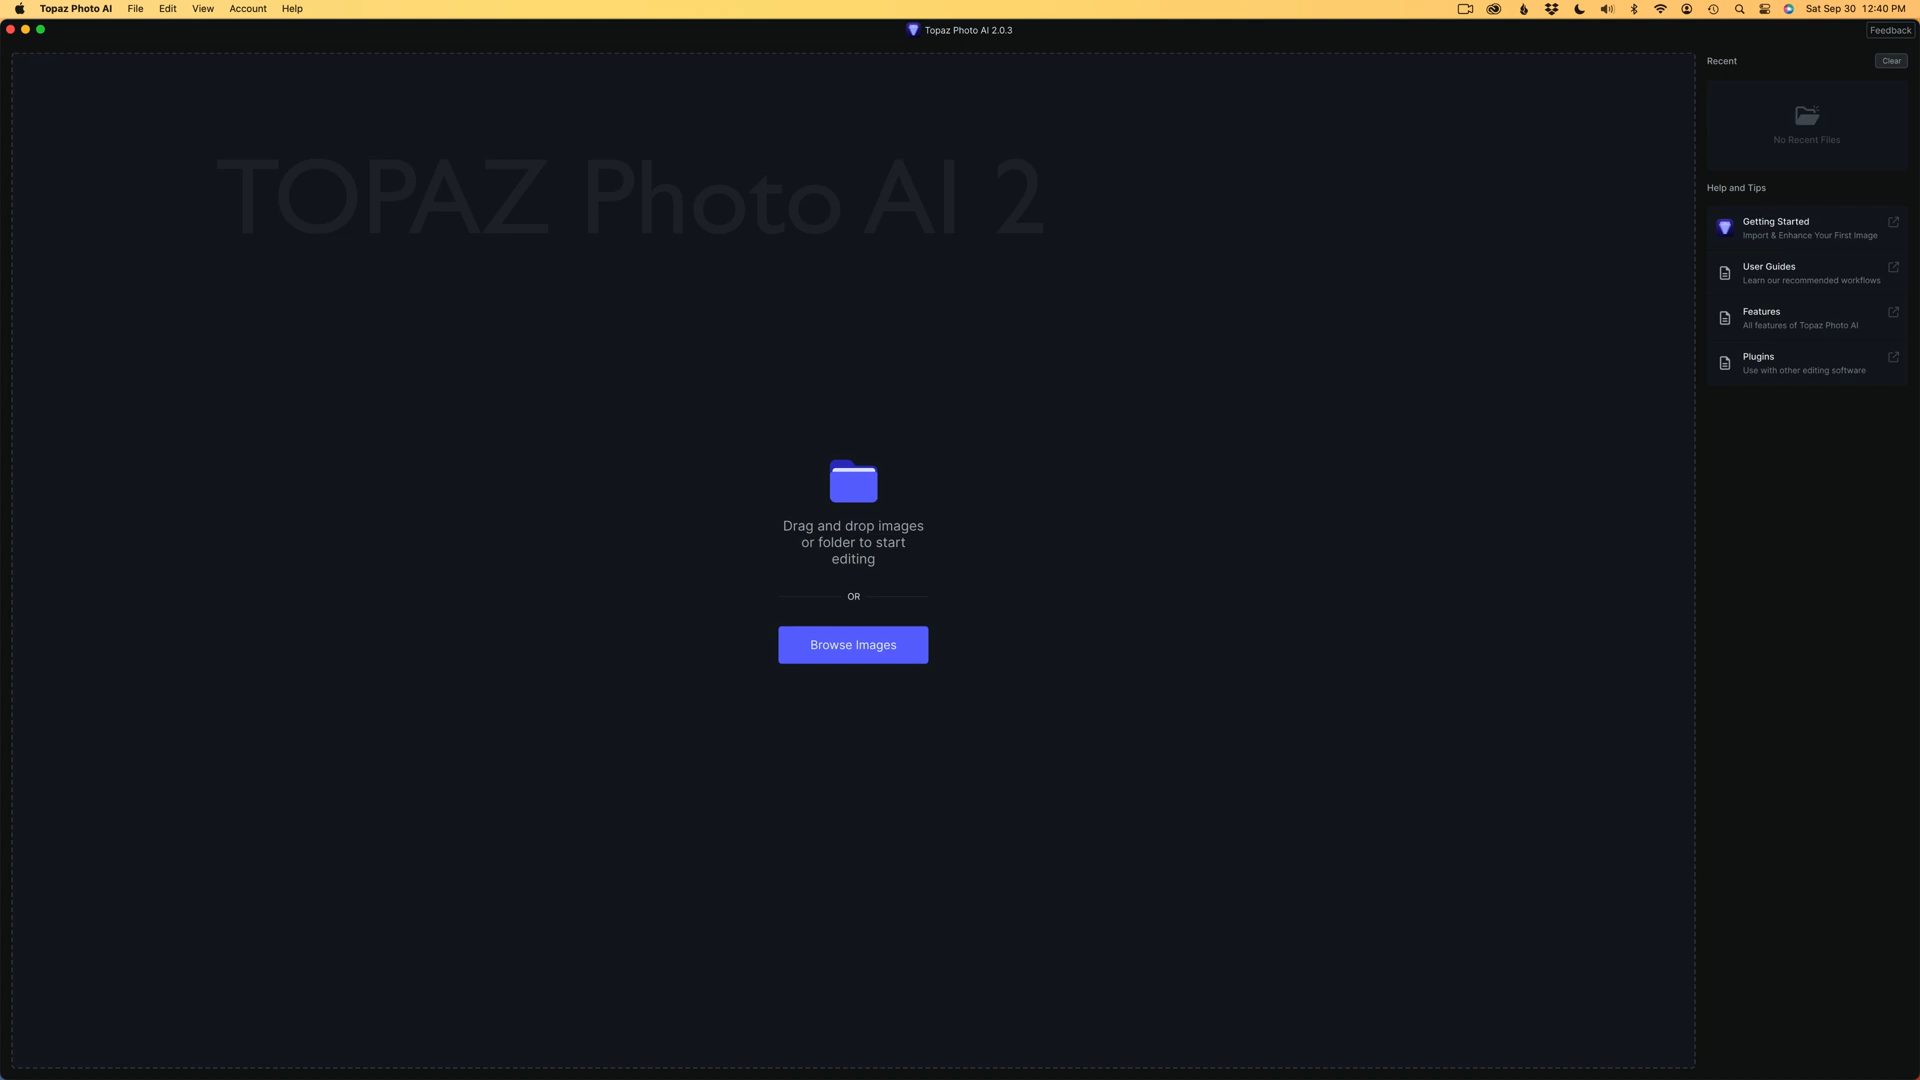 Topaz Photo AI File Edit View Account Help Sat Sep 30 12:40 PM
Topaz Photo AI 2.0.3
Feedback
TOPAZ Photo AI 2
Drag and drop images
or folder to start
editing
OR
Browse Images
Recent
Clear
No Recent Files
Help and Tips
Getting Started
Import & Enhance Your First Image
User Guides
Learn our recommended workflows
Features
All features of Topaz Photo AI
Plugins
Use with other editing software